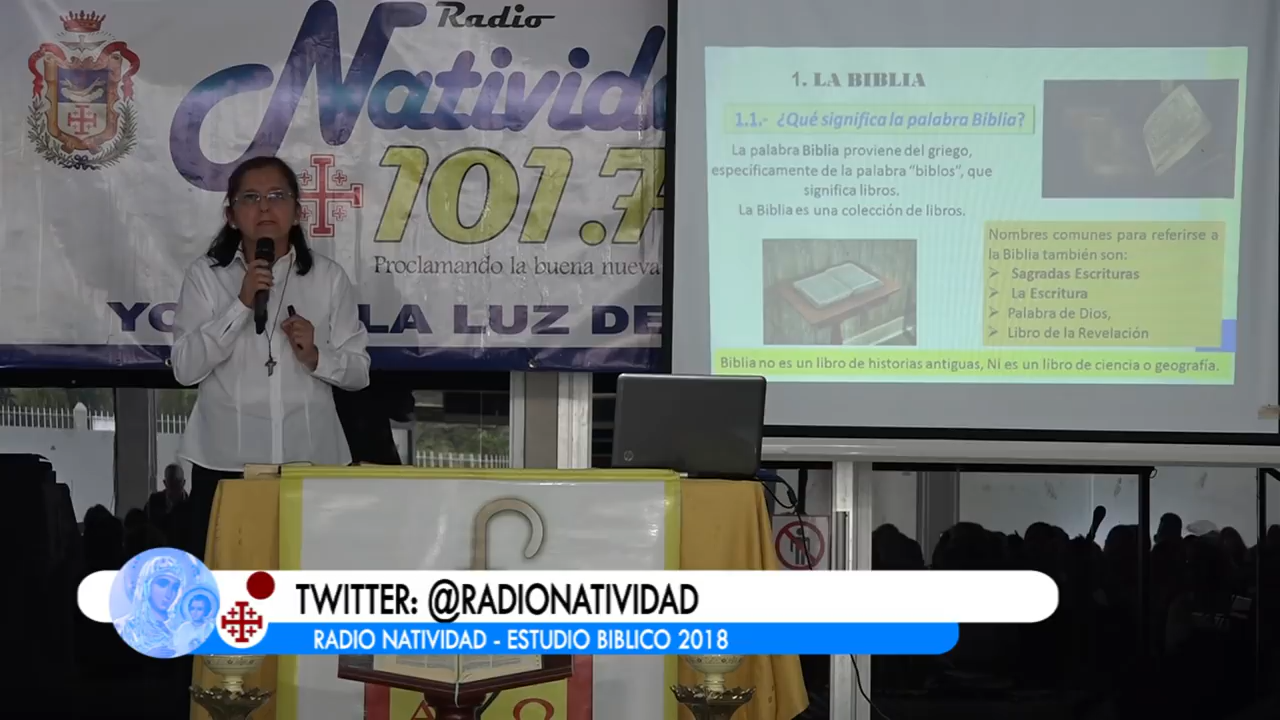 Radio
Nativida
101.7
Proclamando la buena nueva
YO
LA LUZ DE
1. LA BIBLIA
1.1.- ¿Qué significa la palabra Biblia?
La palabra Biblia proviene del griego,
específicamente de la palabra "biblos", que
significa libros.
La Biblia es una colección de libros.
Nombres comunes para referirse a
la Biblia también son:
➢ Sagradas Escrituras
➢ La Escritura
➢ Palabra de Dios,
➢ Libro de la Revelación
Biblia no es un libro de historias antiguas, Ni es un libro de ciencia o geografía.
hp
TWITTER: @RADIONATIVIDAD
RADIO NATIVIDAD - ESTUDIO BIBLICO 2018
Α Ω